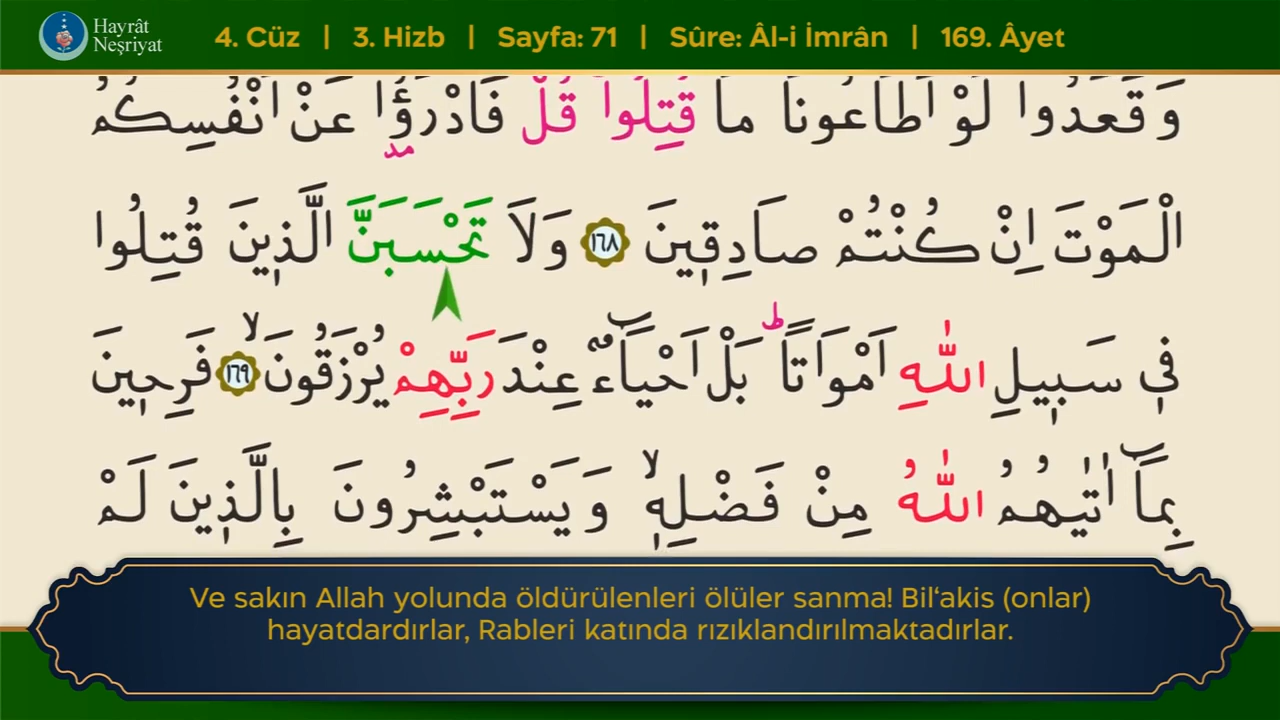 Hayrât
Neşriyat
4. Cüz | 3. Hizb | Sayfa: 71 | Sûre: Âl-i İmrân | 169. Âyet
وَقَعَدُوا لَوْ اَطَاعُونَا مَا قُتِلُوا قُلْ فَادْرَؤُ۫ا عَنْ اَنْفُسِكُمُ
مد
الْمَوْتَ اِنْ كُنْتُمْ صَادِق۪ينَ ١٦٨ وَلَا تَحْسَبَنَّ الَّذ۪ينَ قُتِلُوا
ف۪ي سَب۪يلِ اللّٰهِ اَمْوَاتًاۜ بَلْ اَحْيَٓاءٌ عِنْدَ رَبِّهِمْ يُرْزَقُونَۙ ١٦٩ فَرِح۪ينَ
بِمَٓا اٰتٰيهُمُ اللّٰهُ مِنْ فَضْلِه۪ۙ وَيَسْتَبْشِرُونَ بِالَّذ۪ينَ لَمْ
Ve sakın Allah yolunda öldürülenleri ölüler sanma! Bil‘akis (onlar)
hayatdardırlar, Rableri katında rızıklandırılmaktadırlar.